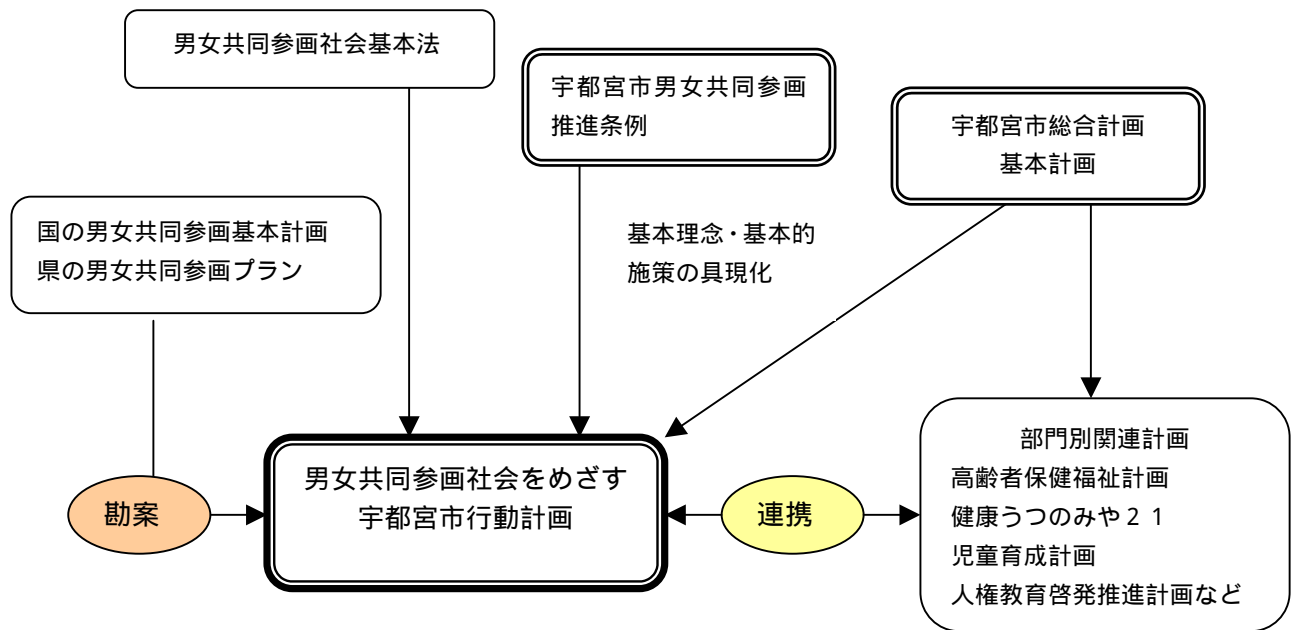 男女共同参画社会基本法
宇都宮市男女共同参画
推進条例
宇都宮市総合計画
基本計画
国の男女共同参画基本計画
県の男女共同参画プラン
基本理念・基本的
施策の具現化
勘案
男女共同参画社会をめざす
宇都宮市行動計画
連携
部門別関連計画
高齢者保健福祉計画
健康うつのみや２１
児童育成計画
人権教育啓発推進計画など